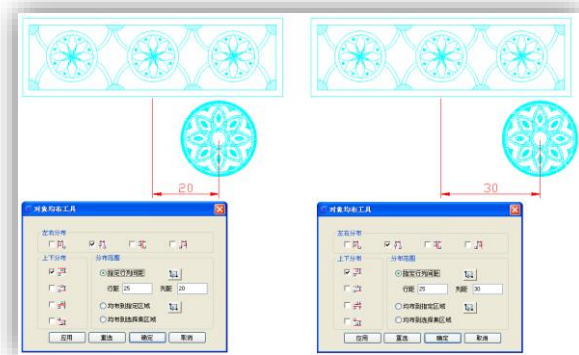 20
对象均布工具
左右分布
上下分布
分布范围
指定行列间距
行距 25 列距 20
均布到指定区域
均布到选择集区域
应用 重选 确定 取消
30
对象均布工具
左右分布
上下分布
分布范围
指定行列间距
行距 25 列距 30
均布到指定区域
均布到选择集区域
应用 重选 确定 取消